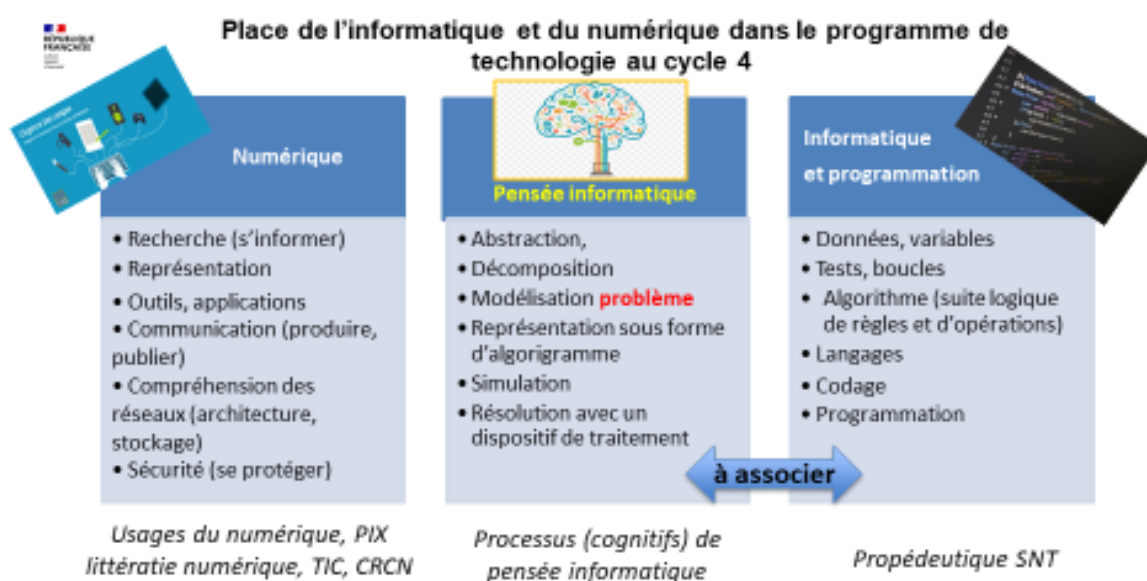 Place de l’informatique et du numérique dans le programme de
technologie au cycle 4
RÉPUBLIQUE
FRANÇAISE
Numérique
• Recherche (s’informer)
• Représentation
• Outils, applications
• Communication (produire,
publier)
• Compréhension des
réseaux (architecture,
stockage)
• Sécurité (se protéger)
Usages du numérique, PIX
littératie numérique, TIC, CRCN
Pensée informatique
• Abstraction,
• Décomposition
• Modélisation problème
• Représentation sous forme
d’algorigramme
• Simulation
• Résolution avec un
dispositif de traitement
Processus (cognitifs) de
pensée informatique
à associer
Informatique
et programmation
• Données, variables
• Tests, boucles
• Algorithme (suite logique
de règles et d’opérations)
• Langages
• Codage
• Programmation
Propédeutique SNT